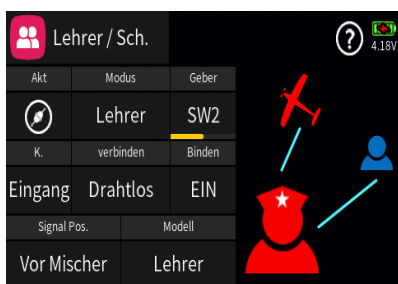 Lehrer / Sch.
?
4.18V
Akt Modus Geber
Lehrer SW2
K. verbinden Binden
Eingang Drahtlos EIN
Signal Pos. Modell
Vor Mischer Lehrer